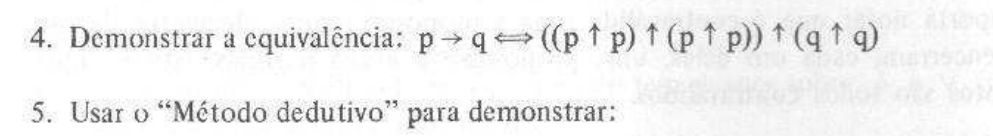 4. Demonstrar a equivalência: p → q ⟺ ((p ↑ p) ↑ (p ↑ p)) ↑ (q ↑ q)
5. Usar o “Método dedutivo” para demonstrar: